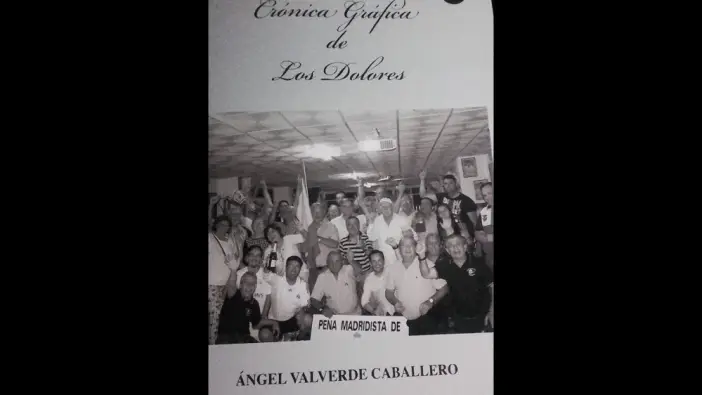 Crónica Gráfica
de
Los Dolores
PEÑA MADRIDISTA DE
ÁNGEL VALVERDE CABALLERO